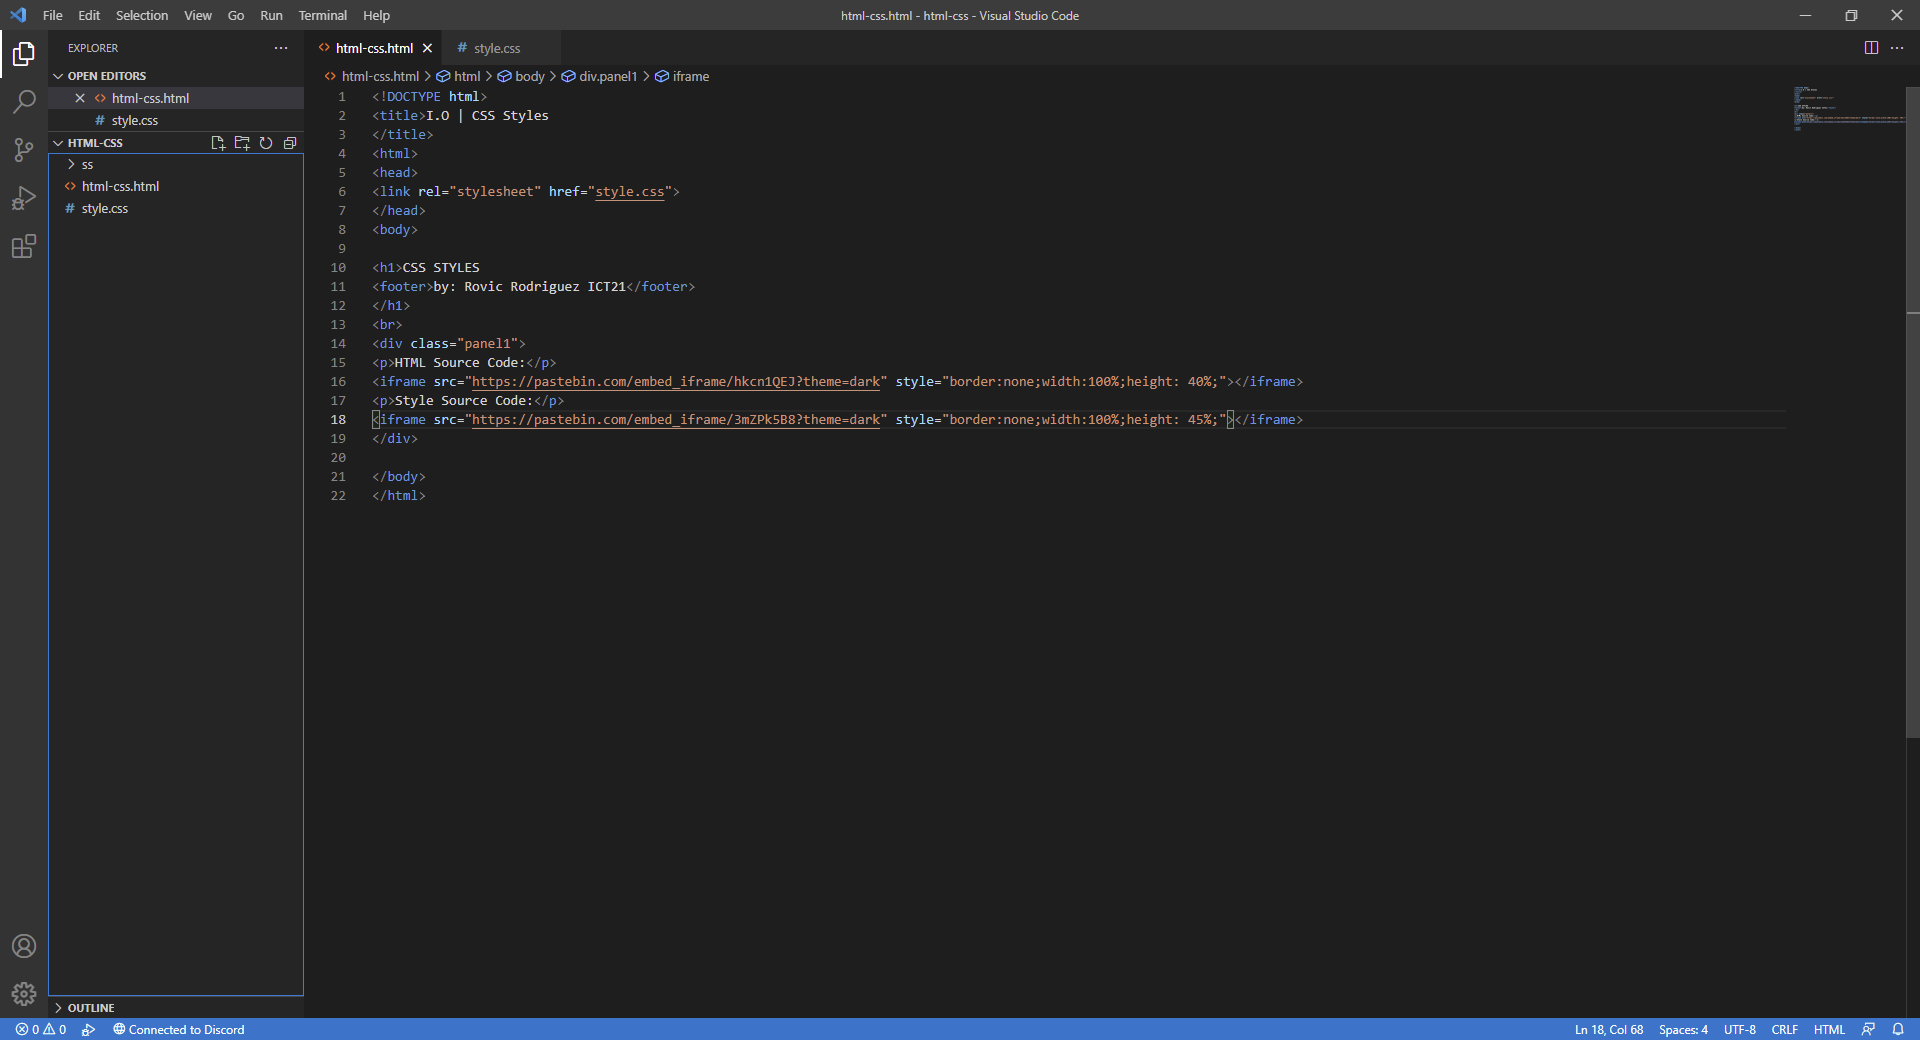 File Edit Selection View Go Run Terminal Help
html-css.html - html-css - Visual Studio Code
EXPLORER
OPEN EDITORS
html-css.html
# style.css
HTML-CSS
ss
html-css.html
# style.css
OUTLINE
html-css.html
# style.css
html-css.html > html > body > div.panel1 > iframe
1 <!DOCTYPE html>
2 <title>I.O | CSS Styles
3 </title>
4 <html>
5 <head>
6 <link rel="stylesheet" href="style.css">
7 </head>
8 <body>
9
10 <h1>CSS STYLES
11 <footer>by: Rovic Rodriguez ICT21</footer>
12 </h1>
13 <br>
14 <div class="panel1">
15 <p>HTML Source Code:</p>
16 <iframe src="https://pastebin.com/embed_iframe/hkcn1QEJ?theme=dark" style="border:none;width:100%;height: 40%;"></iframe>
17 <p>Style Source Code:</p>
18 <iframe src="https://pastebin.com/embed_iframe/3mZPk5B8?theme=dark" style="border:none;width:100%;height: 45%;"></iframe>
19 </div>
20
21 </body>
22 </html>
0 0 Connected to Discord
Ln 18, Col 68 Spaces: 4 UTF-8 CRLF HTML